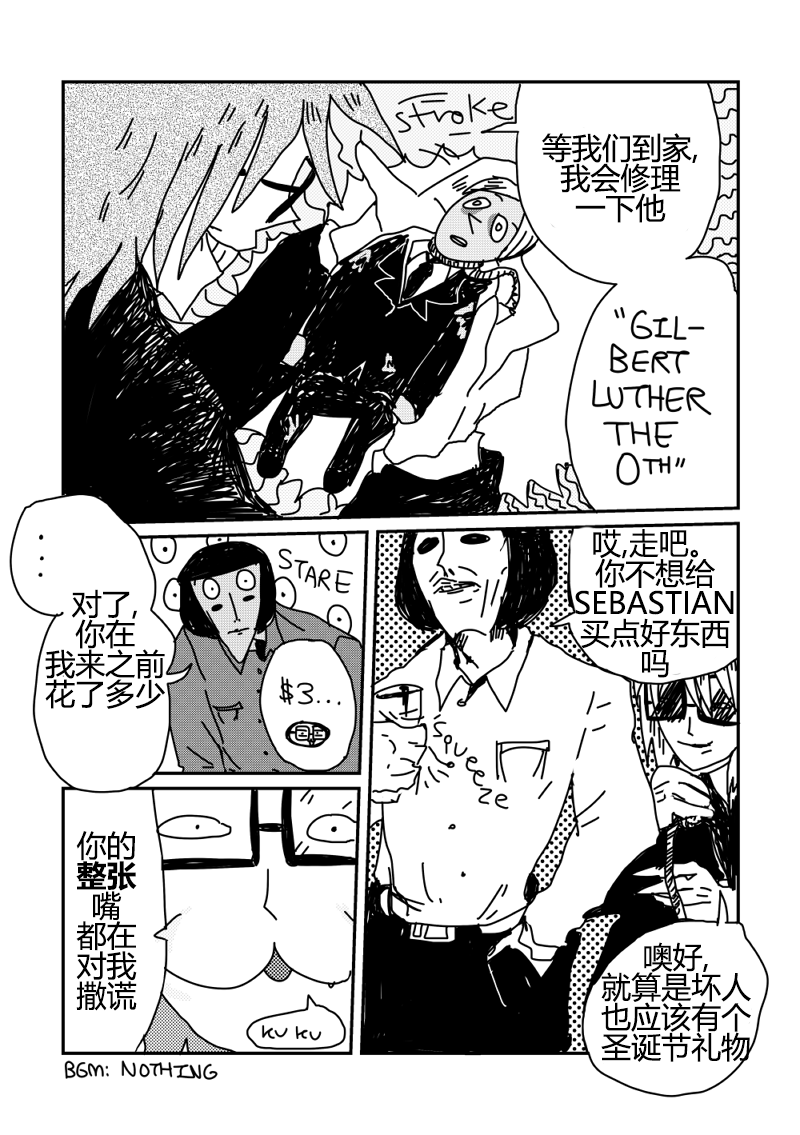 stroke
等我们到家,
我会修理
一下他
"GIL-
BERT
LUTHER
THE
0TH"
...
对了,
你在
我来之前
花了多少
STARE
$3...
哎,走吧。
你不想给
SEBASTIAN
买点好东西
吗
SQUEEZE
噢好,
就算是坏人
也应该有个
圣诞节礼物
你的
整张
嘴
都在
对我
撒谎
KU KU
BGM: NOTHING